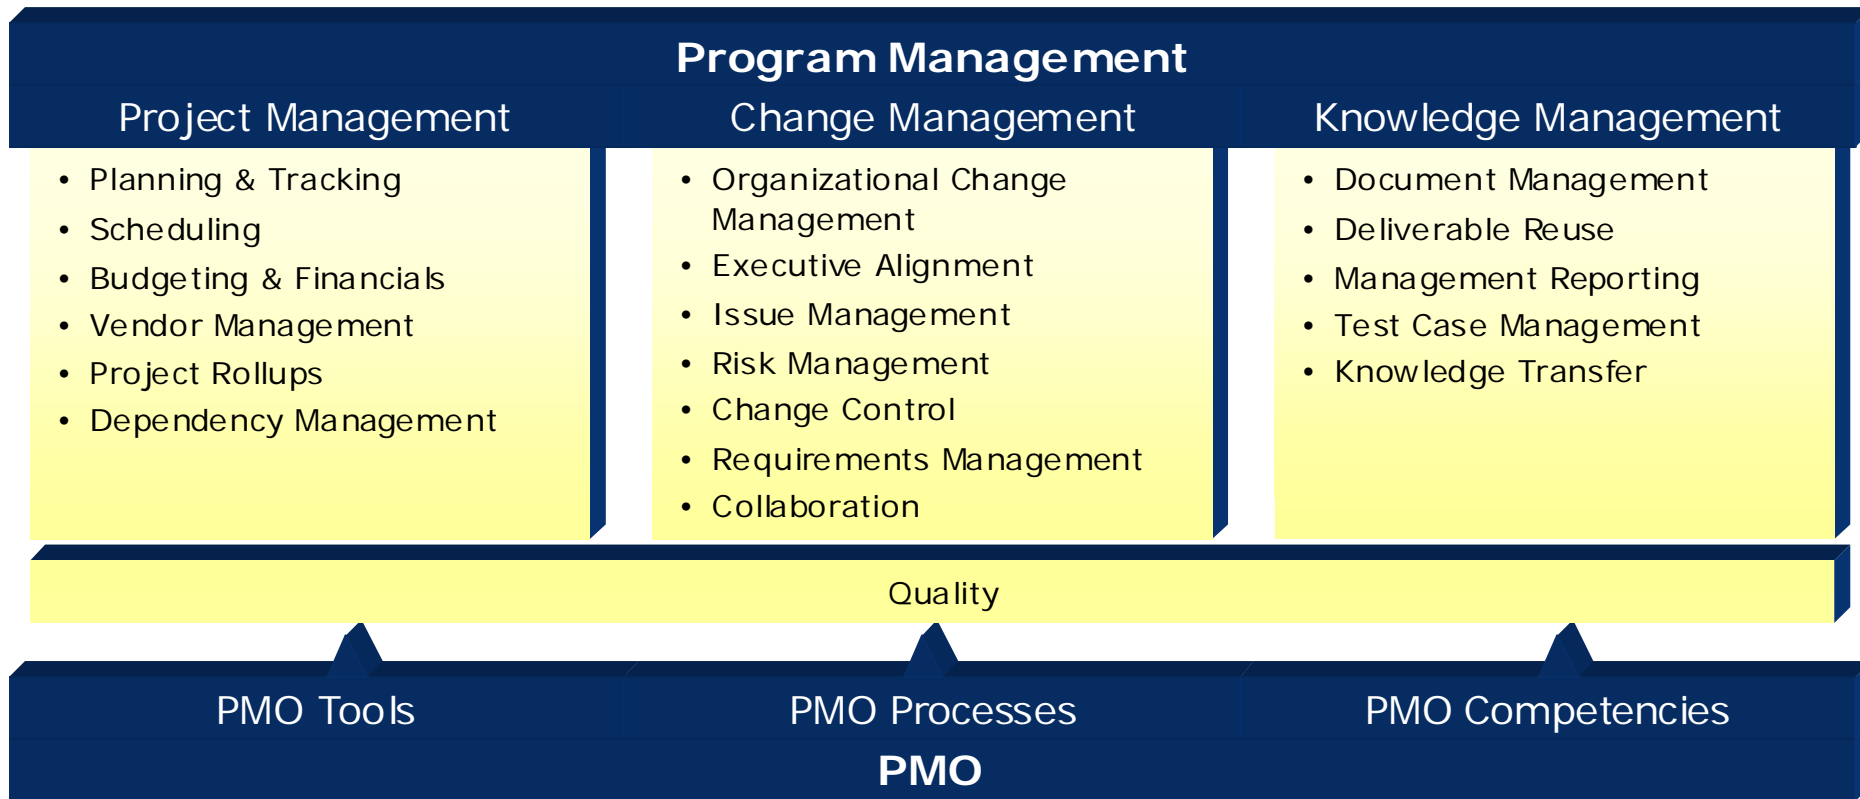 Program Management
Project Management
Change Management
Knowledge Management
• Planning & Tracking
• Scheduling
• Budgeting & Financials
• Vendor Management
• Project Rollups
• Dependency Management
• Organizational Change
Management
• Executive Alignment
• Issue Management
• Risk Management
• Change Control
• Requirements Management
• Collaboration
• Document Management
• Deliverable Reuse
• Management Reporting
• Test Case Management
• Knowledge Transfer
Quality
PMO Tools
PMO Processes
PMO Competencies
PMO